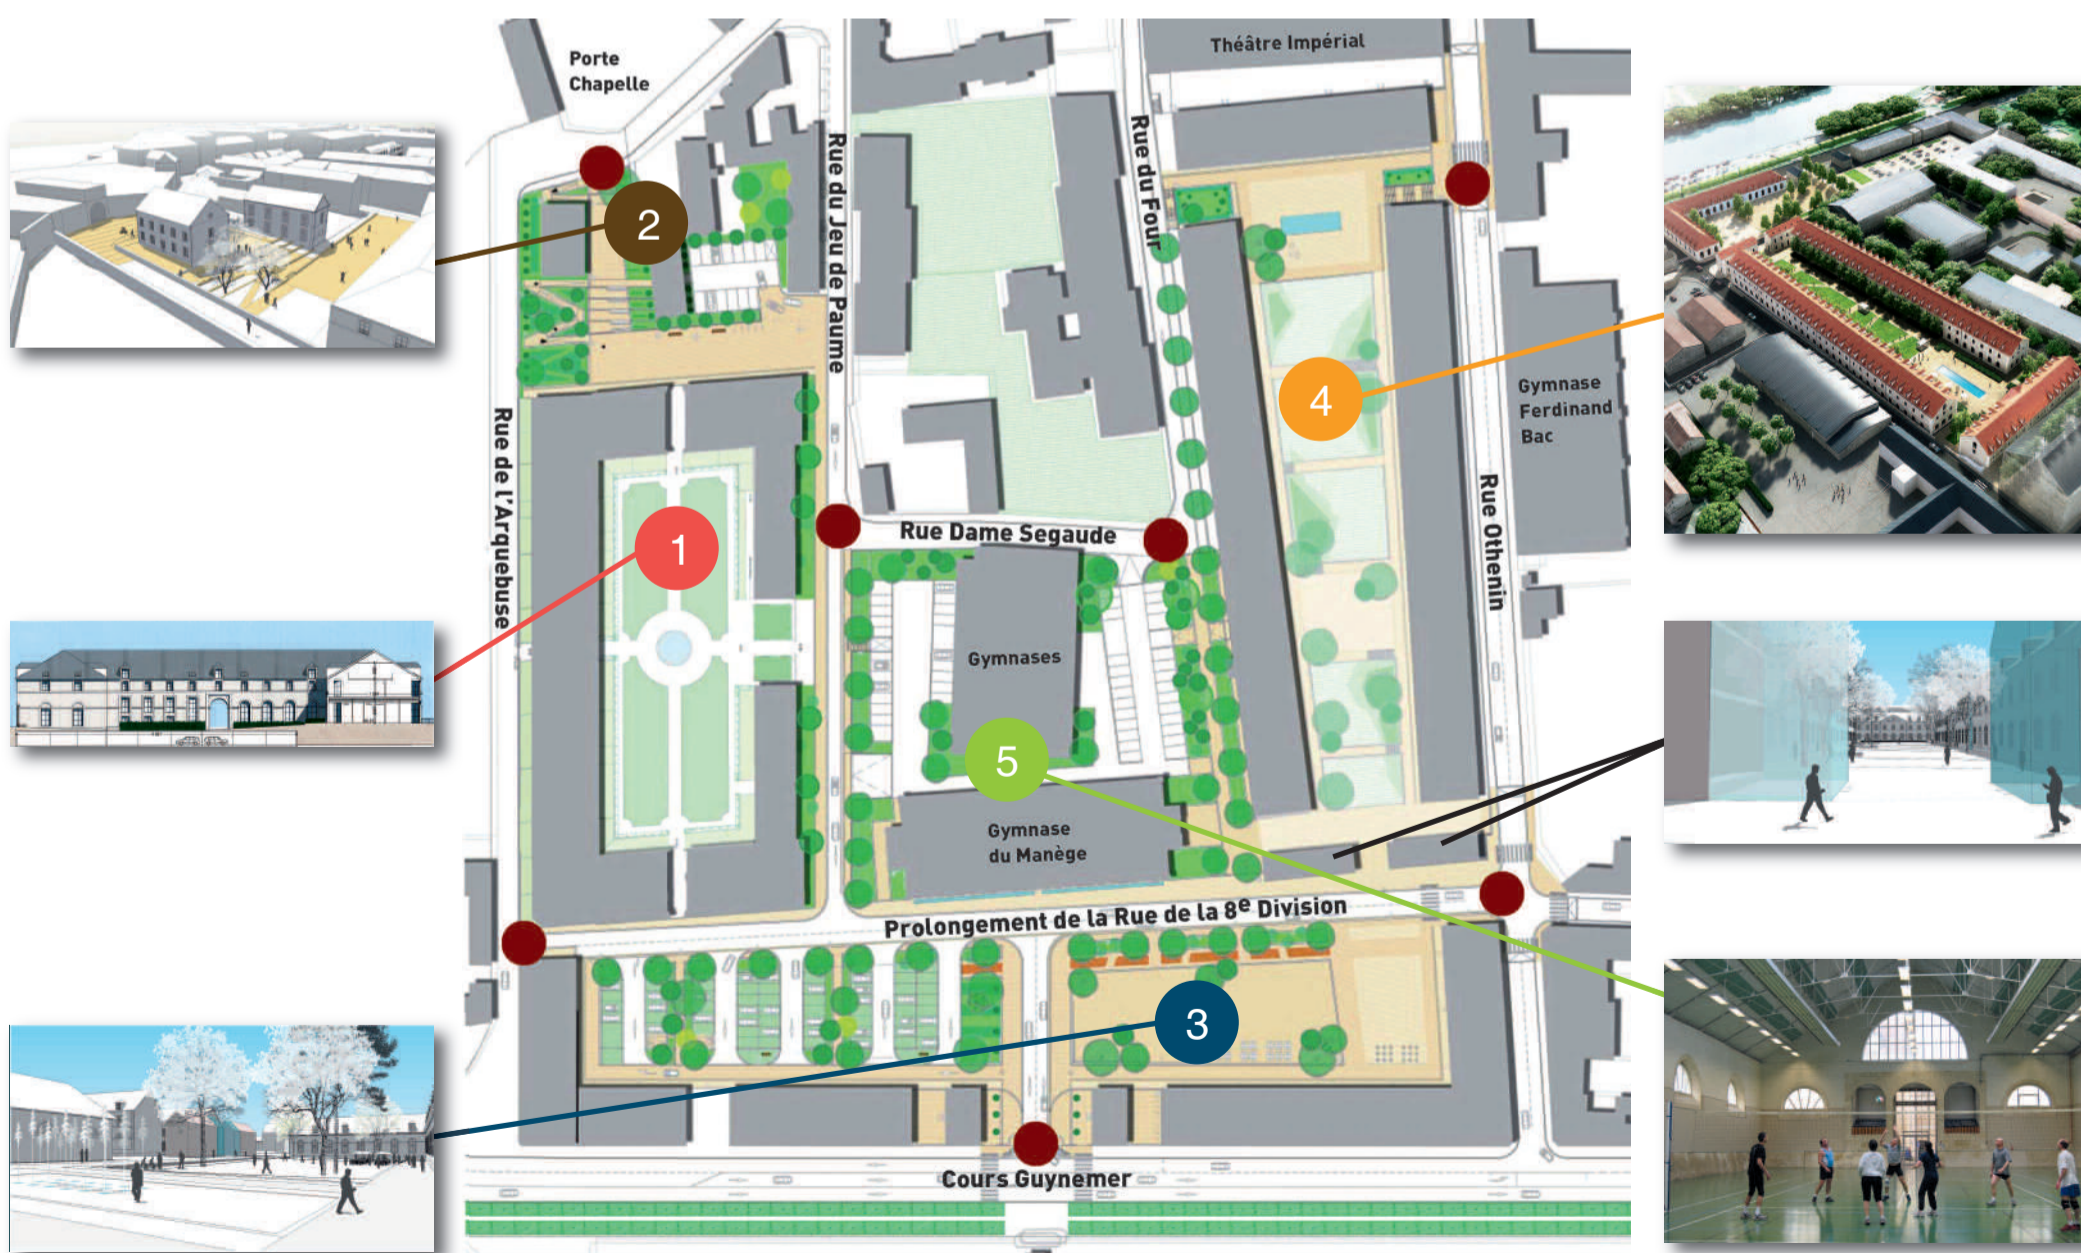 Porte
Chapelle
Théâtre Impérial
2
Rue du Jeu de Paume
Rue du Four
4
Gymnase
Ferdinand
Bac
Rue de l'Arquebuse
1
Rue Dame Segaude
Rue Othenin
Gymnases
5
Gymnase
du Manège
Prolongement de la Rue de la 8e Division
3
Cours Guynemer